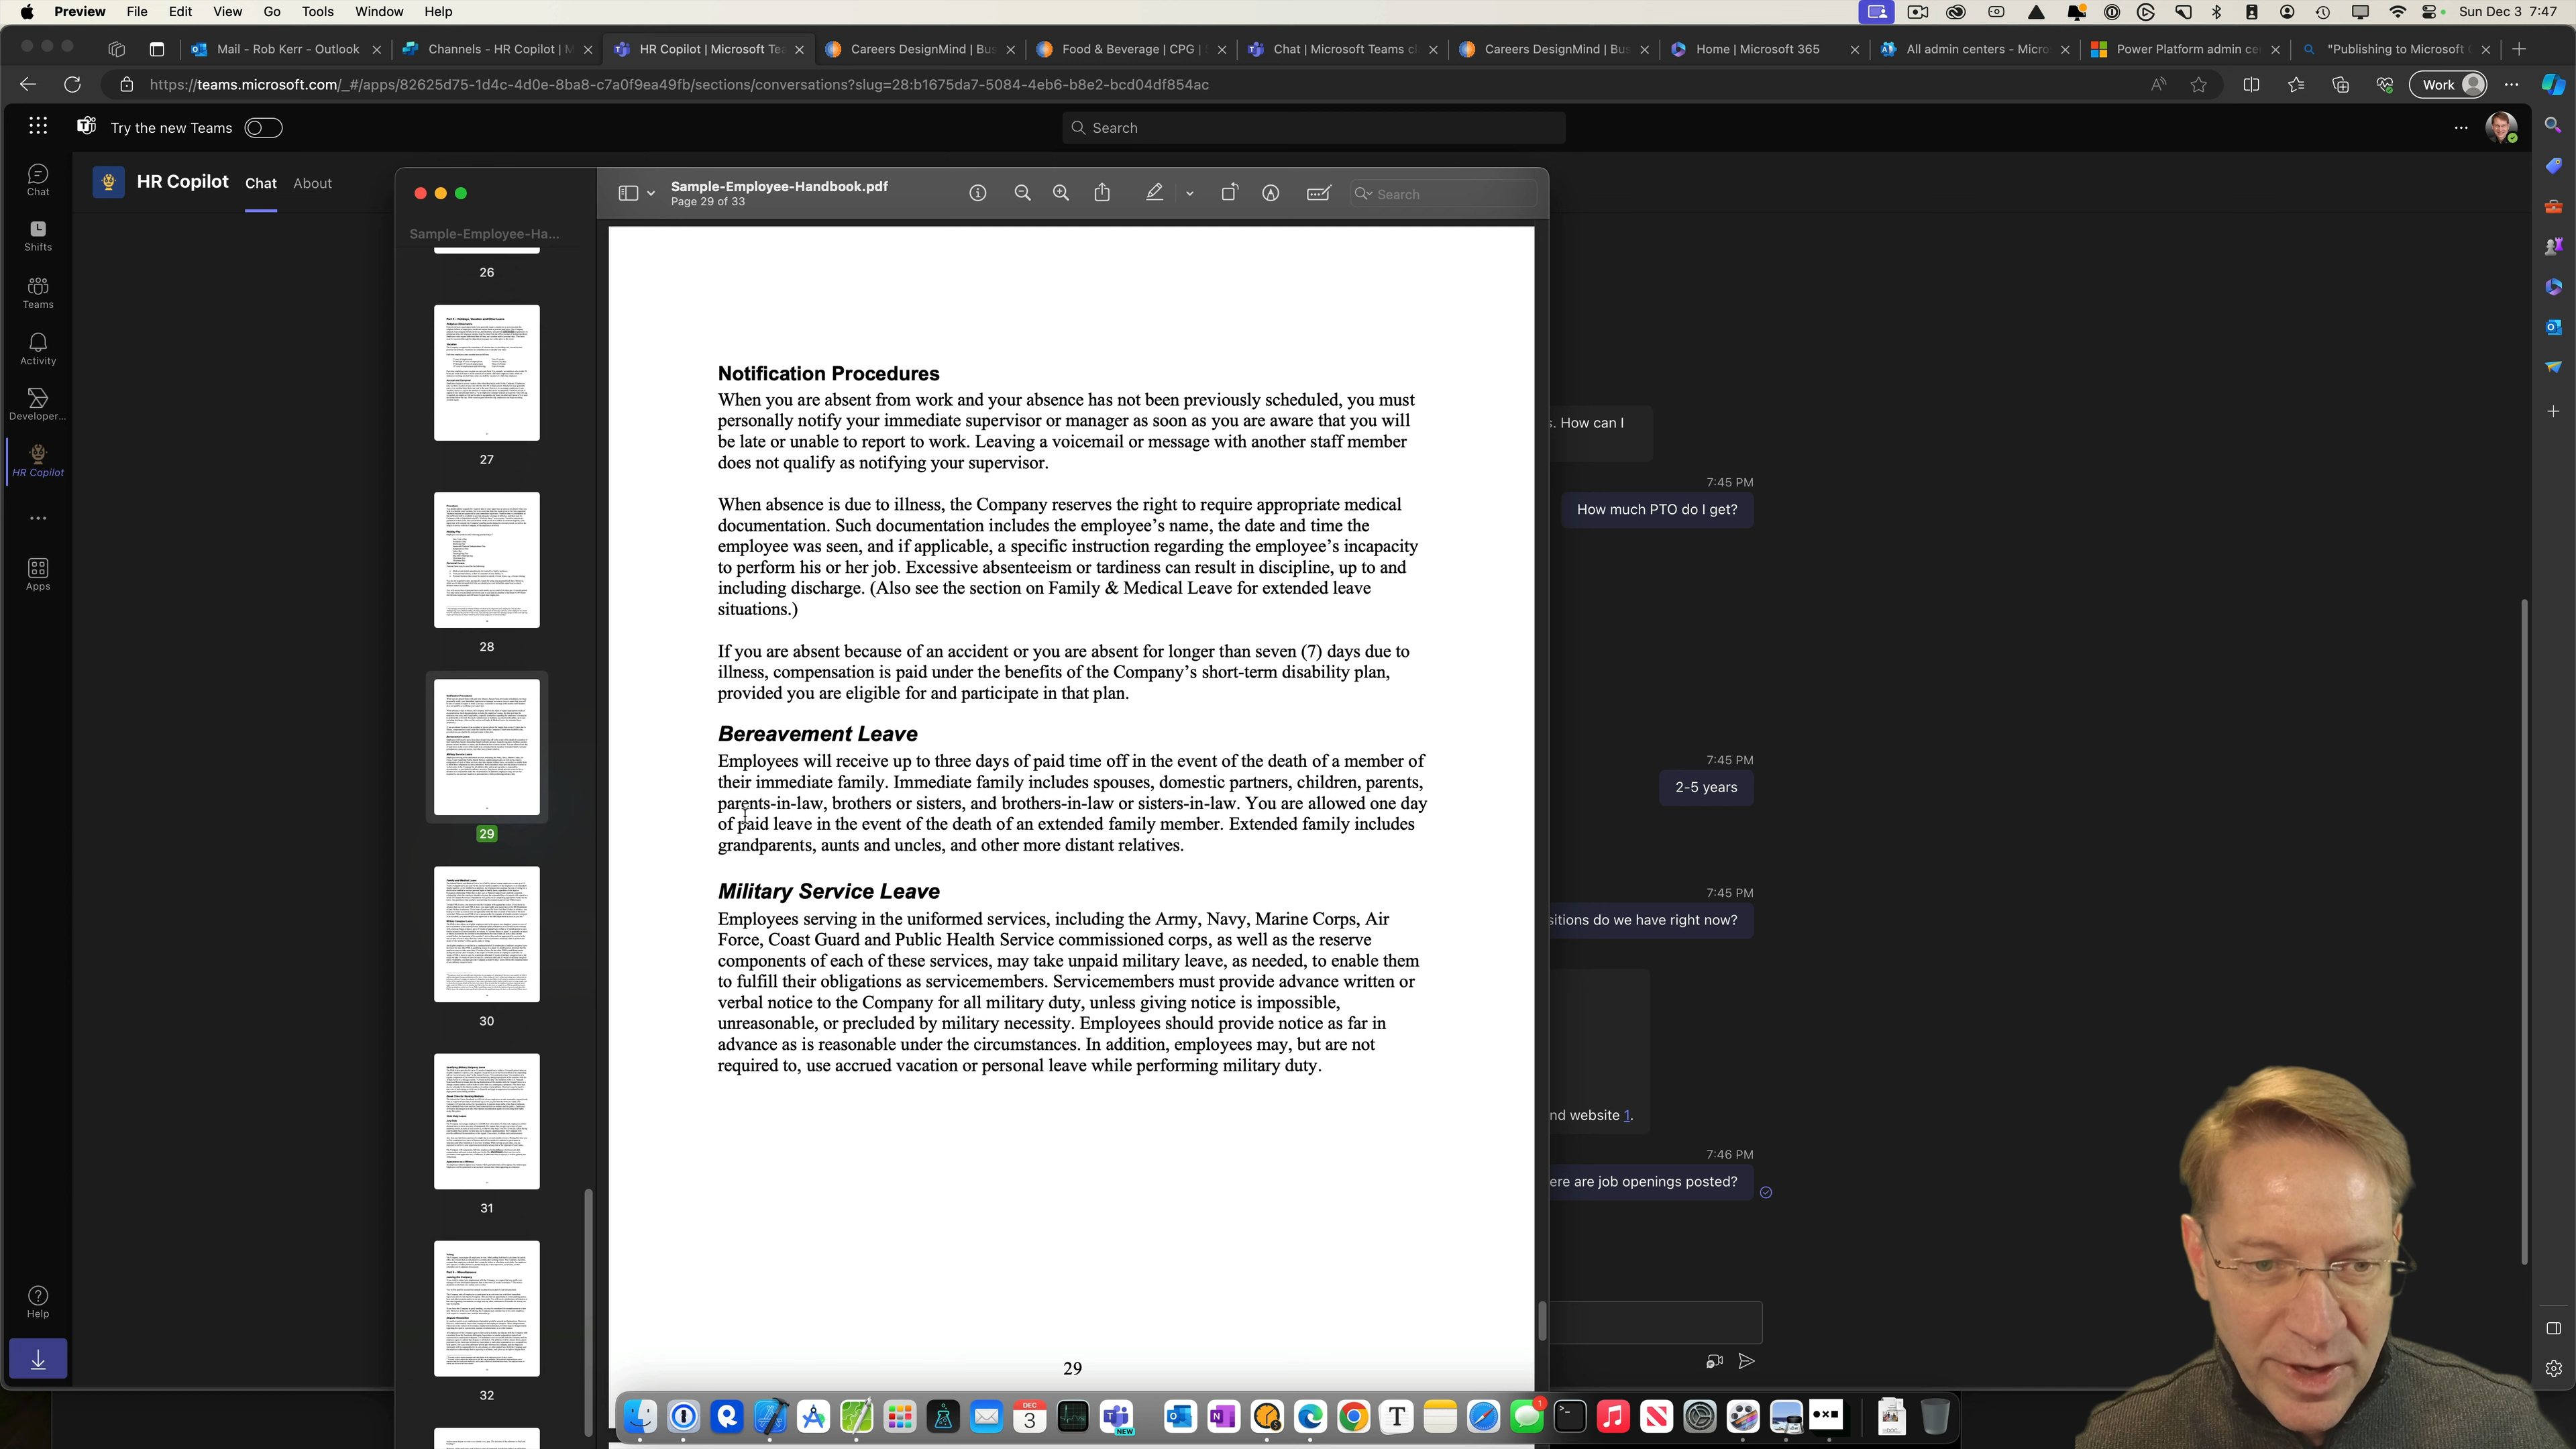 Preview File Edit View Go Tools Window Help
Sun Dec 3 7:47
Mail - Rob Kerr - Outlook
Channels - HR Copilot | M
HR Copilot | Microsoft Tea
Careers DesignMind | Bus
Food & Beverage | CPG |
Chat | Microsoft Teams cl
Careers DesignMind | Bus
Home | Microsoft 365
All admin centers - Micro
Power Platform admin ce
"Publishing to Microsoft
https://teams.microsoft.com/_#/apps/82625d75-1d4c-4d0e-8ba8-c7a0f9ea49fb/sections/conversations?slug=28:b1675da7-5084-4eb6-b8e2-bcd04df854ac
Work
Try the new Teams
Search
Chat
Shifts
Teams
Activity
Developer...
HR Copilot
Apps
Help
HR Copilot Chat About
Sample-Employee-Handbook.pdf
Page 29 of 33
Search
Sample-Employee-Ha...
26
27
28
29
30
31
32
Notification Procedures
When you are absent from work and your absence has not been previously scheduled, you must
personally notify your immediate supervisor or manager as soon as you are aware that you will
be late or unable to report to work. Leaving a voicemail or message with another staff member
does not qualify as notifying your supervisor.
When absence is due to illness, the Company reserves the right to require appropriate medical
documentation. Such documentation includes the employee's name, the date and time the
employee was seen, and if applicable, a specific instruction regarding the employee's incapacity
to perform his or her job. Excessive absenteeism or tardiness can result in discipline, up to and
including discharge. (Also see the section on Family & Medical Leave for extended leave
situations.)
If you are absent because of an accident or you are absent for longer than seven (7) days due to
illness, compensation is paid under the benefits of the Company's short-term disability plan,
provided you are eligible for and participate in that plan.
Bereavement Leave
Employees will receive up to three days of paid time off in the event of the death of a member of
their immediate family. Immediate family includes spouses, domestic partners, children, parents,
parents-in-law, brothers or sisters, and brothers-in-law or sisters-in-law. You are allowed one day
of paid leave in the event of the death of an extended family member. Extended family includes
grandparents, aunts and uncles, and other more distant relatives.
Military Service Leave
Employees serving in the uniformed services, including the Army, Navy, Marine Corps, Air
Force, Coast Guard and Public Health Service commissioned corps, as well as the reserve
components of each of these services, may take unpaid military leave, as needed, to enable them
to fulfill their obligations as servicemembers. Servicemembers must provide advance written or
verbal notice to the Company for all military duty, unless giving notice is impossible,
unreasonable, or precluded by military necessity. Employees should provide notice as far in
advance as is reasonable under the circumstances. In addition, employees may, but are not
required to, use accrued vacation or personal leave while performing military duty.
29
s. How can I
7:45 PM
How much PTO do I get?
7:45 PM
2-5 years
7:45 PM
sitions do we have right now?
nd website 1.
7:46 PM
ere are job openings posted?
DEC
3
NEW
1